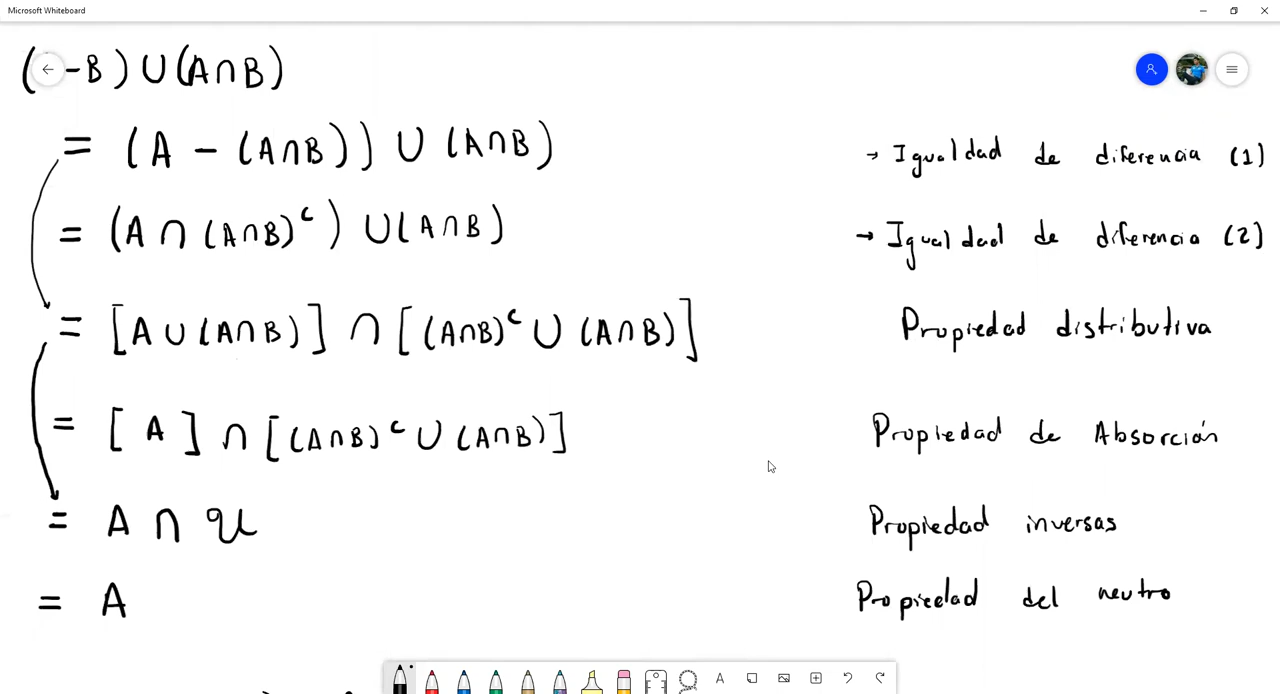 Microsoft Whiteboard
( -B) ∪ (A∩B)
= (A - (A∩B)) ∪ (A∩B) → Igualdad de diferencia (1)
= (A ∩ (A∩B)ᶜ) ∪ (A∩B) → Igualdad de diferencia (2)
= [A ∪ (A∩B)] ∩ [(A∩B)ᶜ ∪ (A∩B)] Propiedad distributiva
= [A] ∩ [(A∩B)ᶜ ∪ (A∩B)] Propiedad de Absorción
= A ∩ 𝒰 Propiedad inversas
= A Propiedad del neutro
A